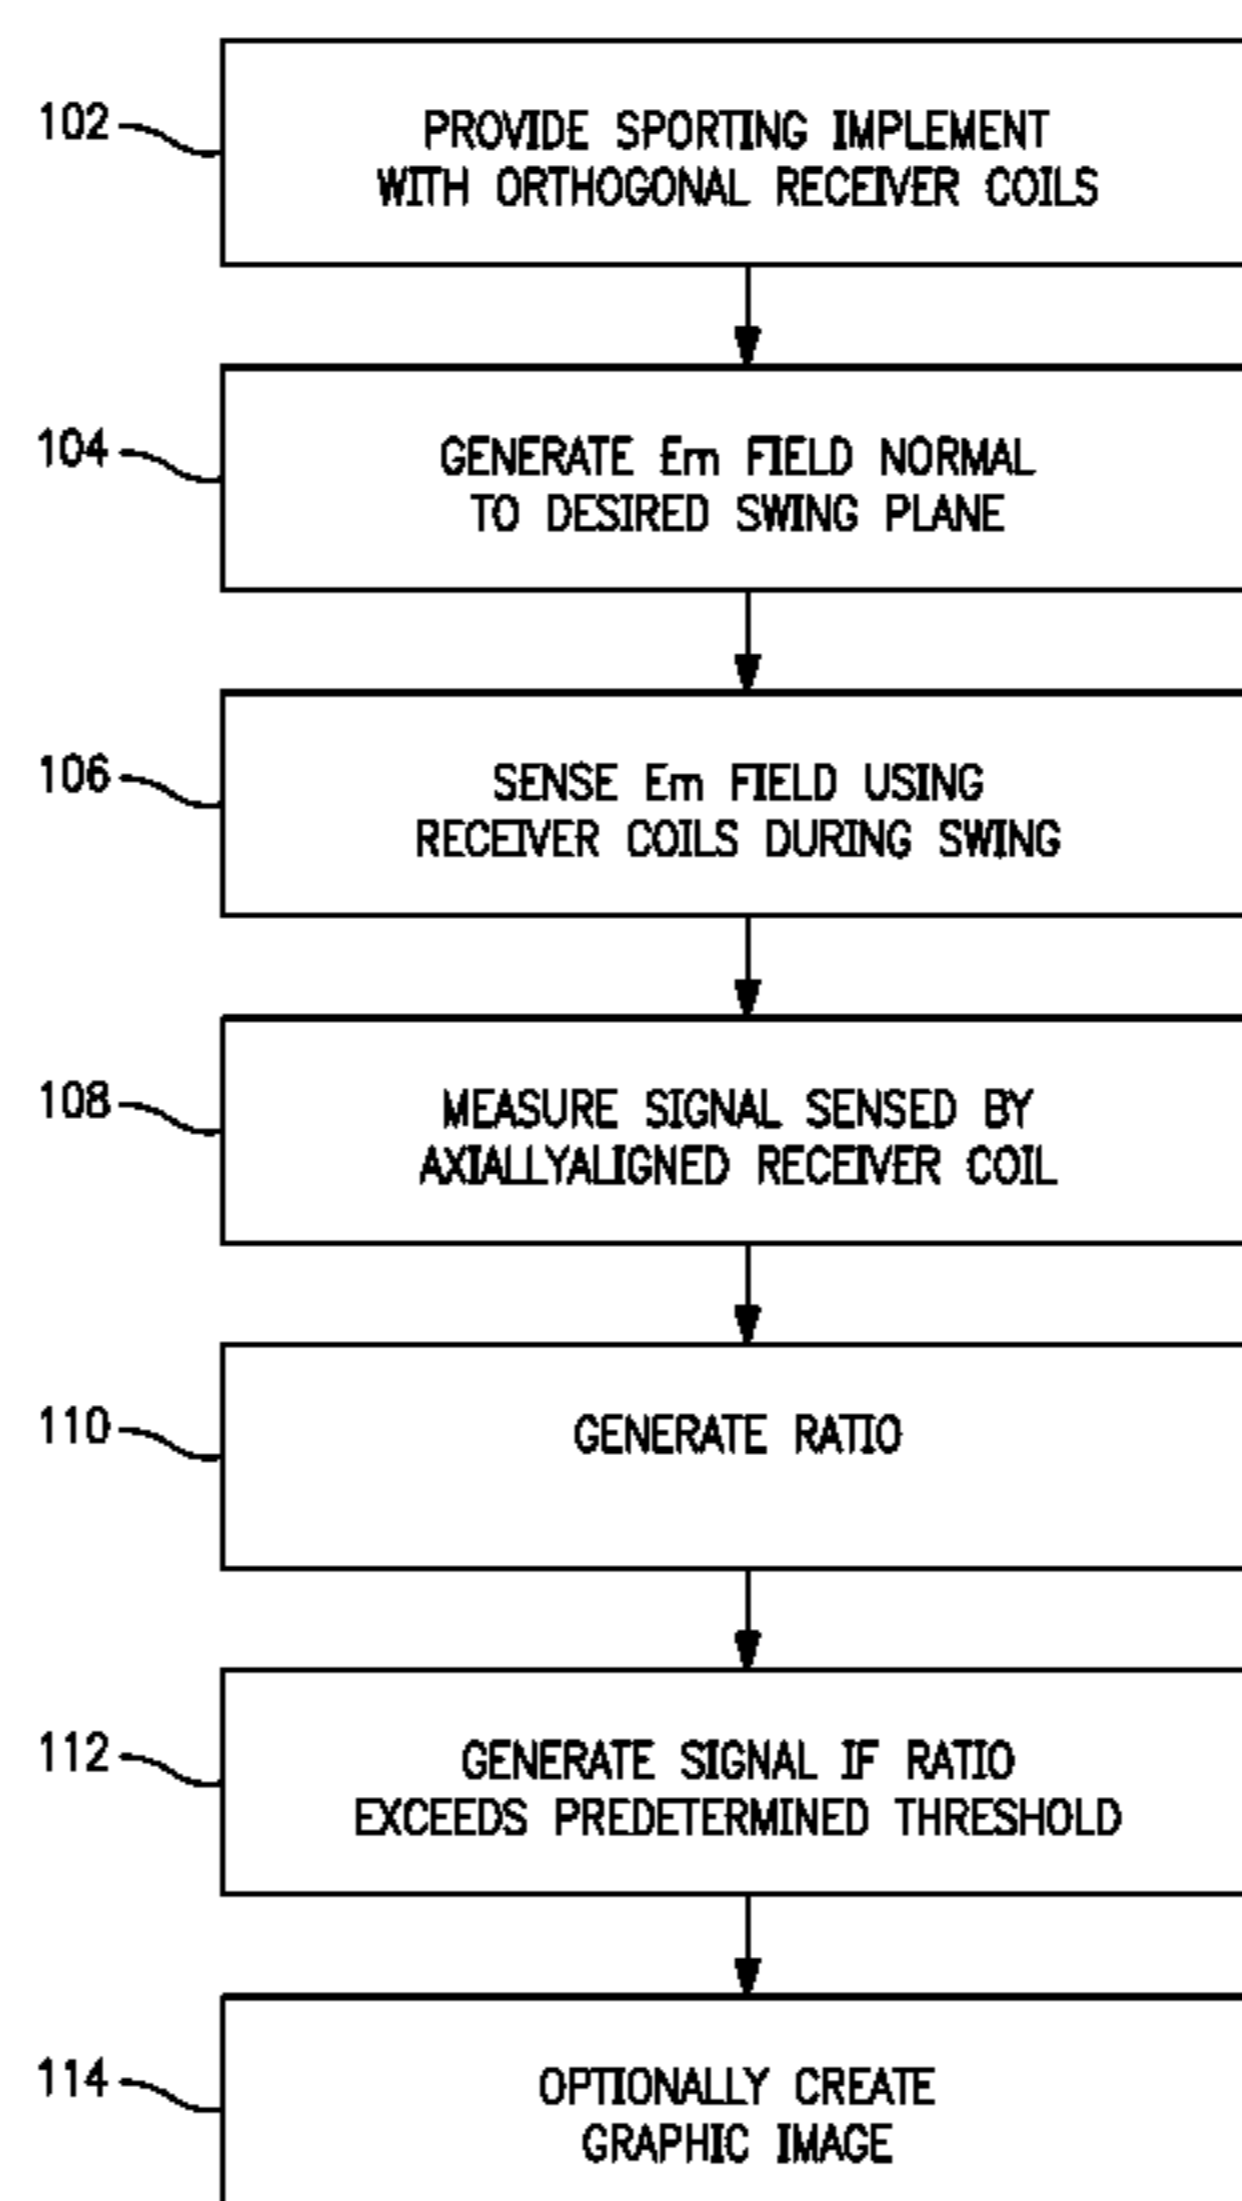 102
PROVIDE SPORTING IMPLEMENT
WITH ORTHOGONAL RECEIVER COILS
104
GENERATE Em FIELD NORMAL
TO DESIRED SWING PLANE
106
SENSE Em FIELD USING
RECEIVER COILS DURING SWING
108
MEASURE SIGNAL SENSED BY
AXIALLYALIGNED RECEIVER COIL
110
GENERATE RATIO
112
GENERATE SIGNAL IF RATIO
EXCEEDS PREDETERMINED THRESHOLD
114
OPTIONALLY CREATE
GRAPHIC IMAGE